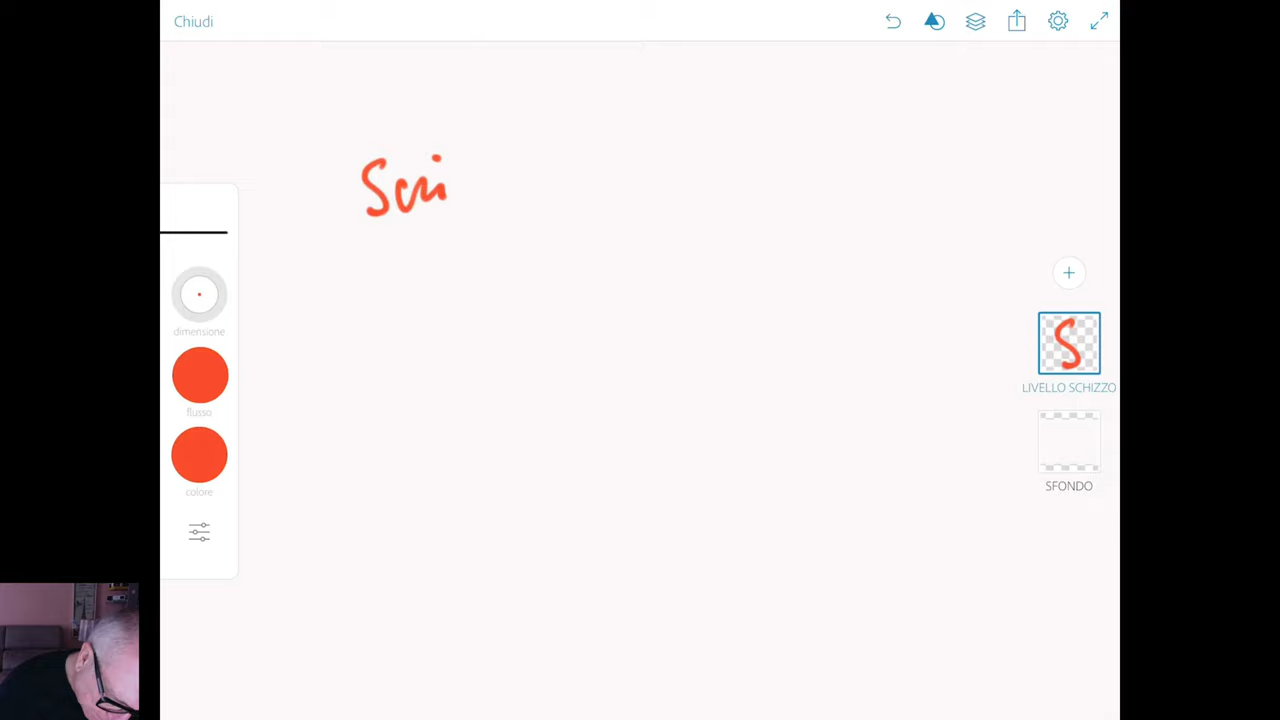 Chiudi
Scri
dimensione
flusso
colore
S
LIVELLO SCHIZZO
SFONDO